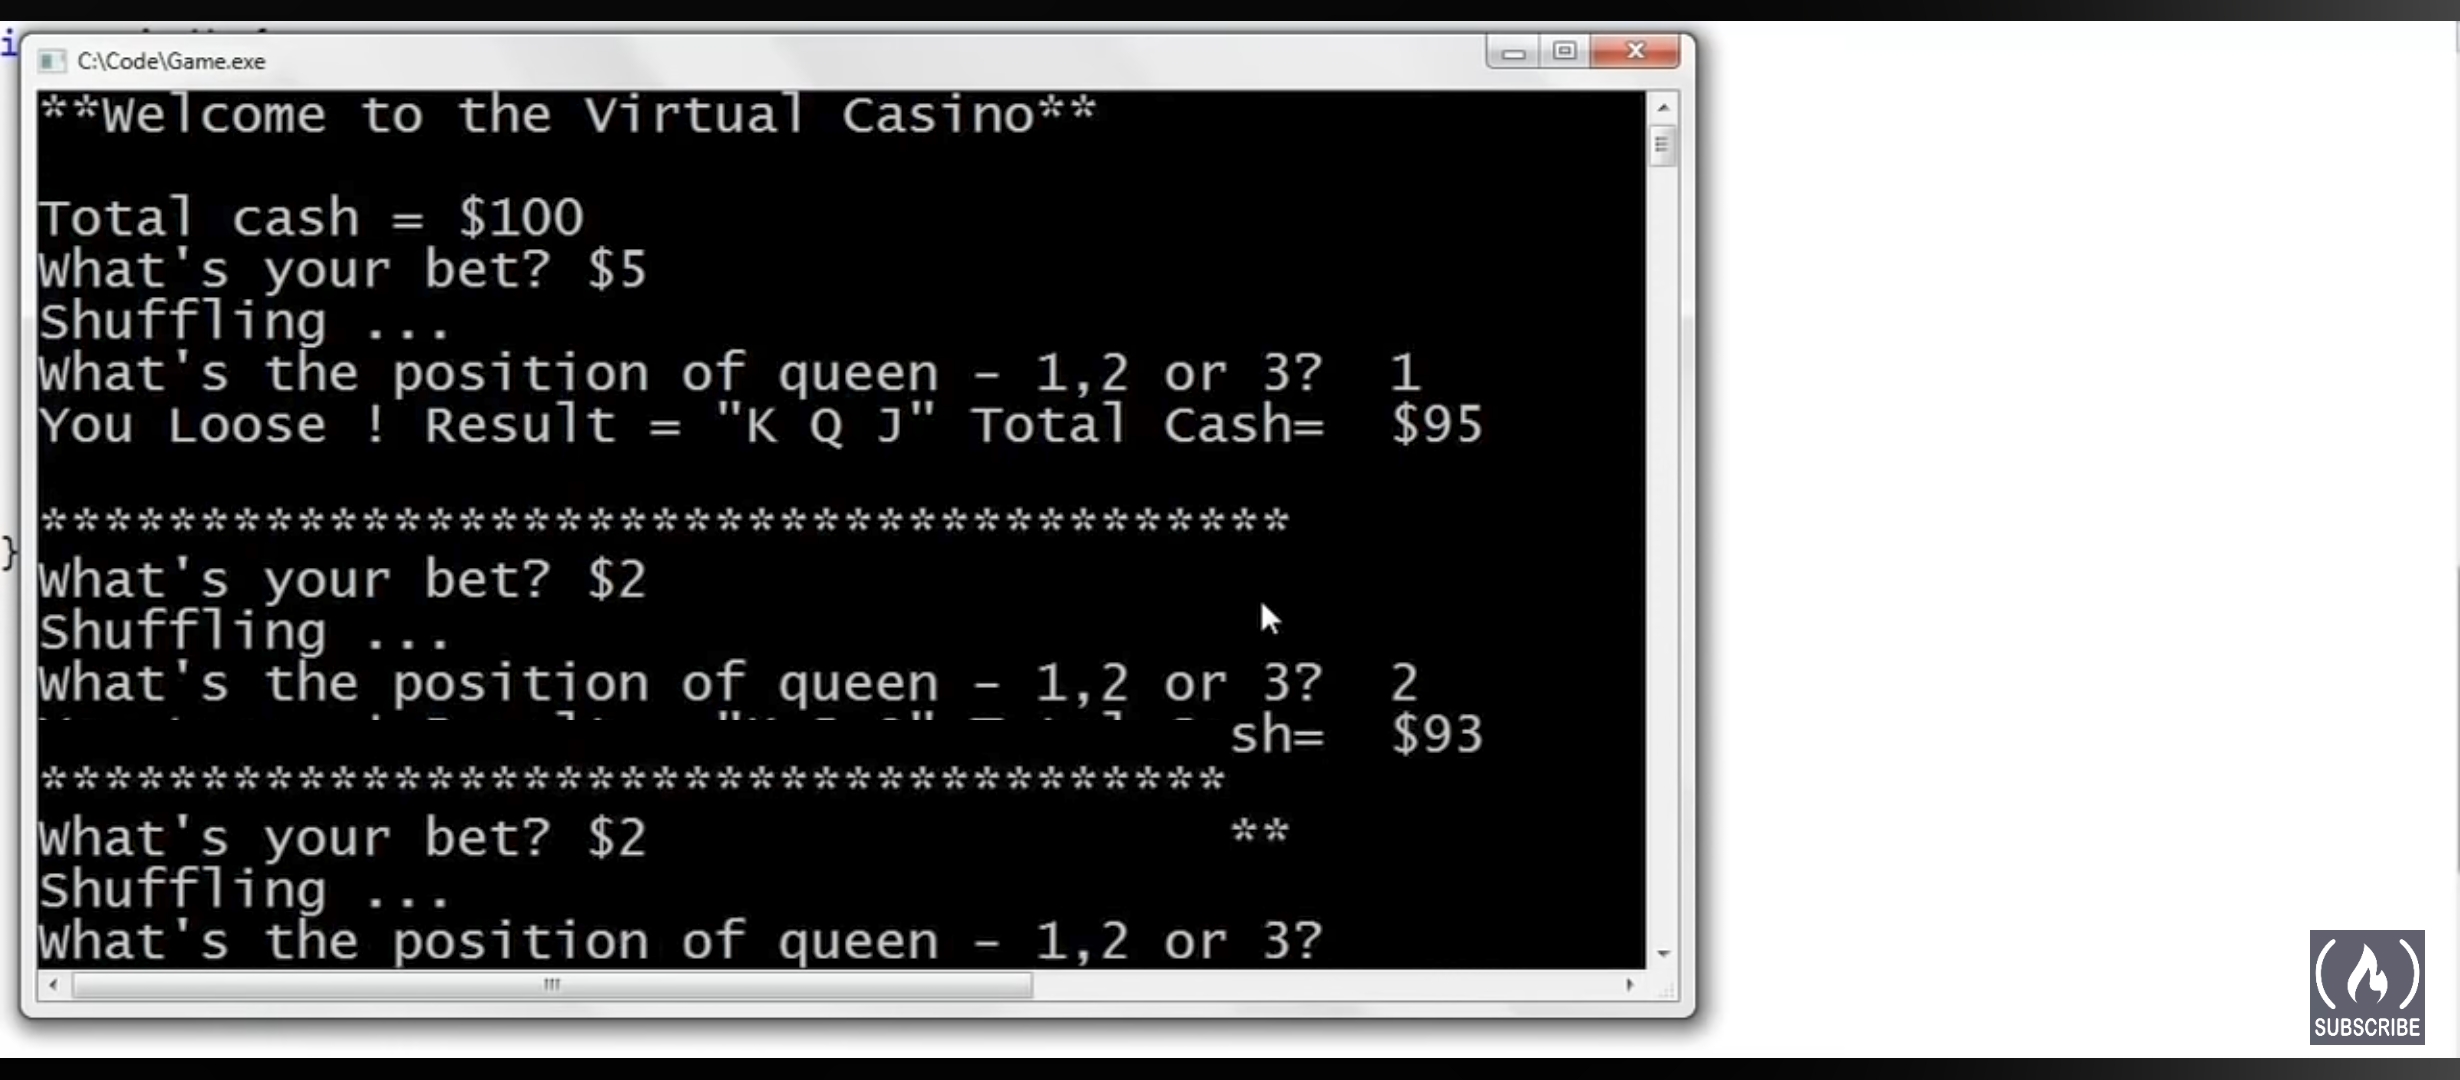 C:\Code\Game.exe
**Welcome to the Virtual Casino**
Total cash = $100
What's your bet? $5
Shuffling ...
What's the position of queen - 1,2 or 3?  1
You Loose ! Result = "K Q J" Total Cash=  $95
***************************************
What's your bet? $2
Shuffling ...
What's the position of queen - 1,2 or 3?  2
sh=  $93
*************************************
What's your bet? $2 **
Shuffling ...
What's the position of queen - 1,2 or 3?
}
SUBSCRIBE